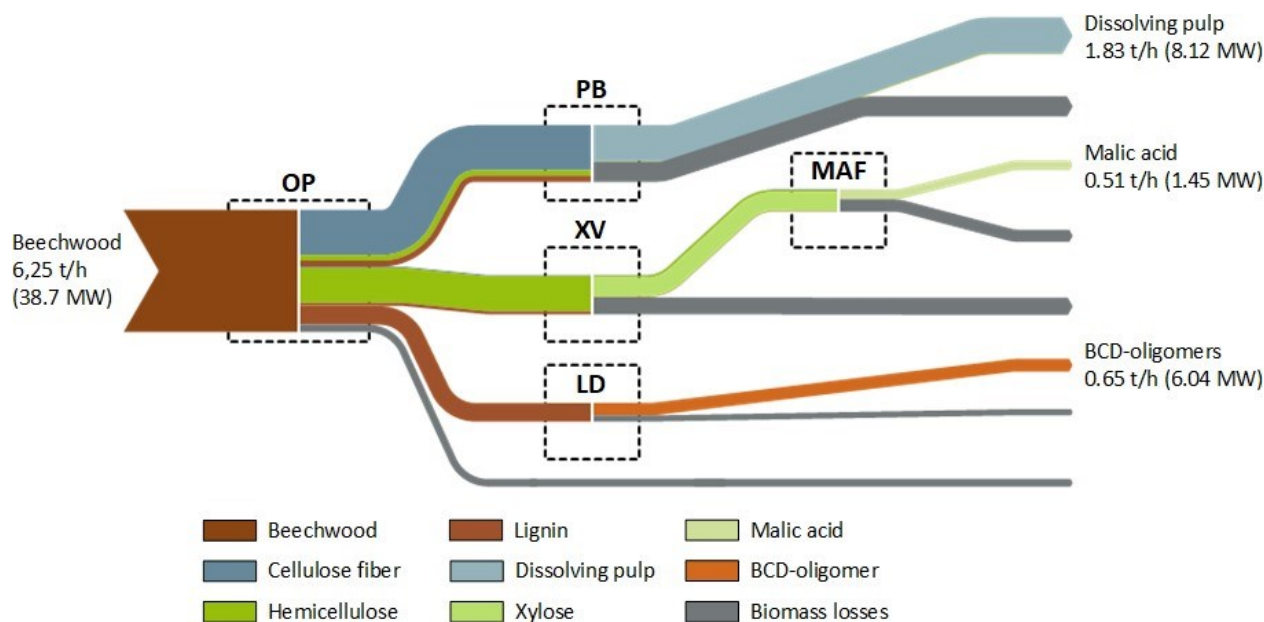 Dissolving pulp
1.83 t/h (8.12 MW)
PB
Malic acid
0.51 t/h (1.45 MW)
MAF
OP
XV
Beechwood
6,25 t/h
(38.7 MW)
BCD-oligomers
0.65 t/h (6.04 MW)
LD
Beechwood
Lignin
Malic acid
Cellulose fiber
Dissolving pulp
BCD-oligomer
Hemicellulose
Xylose
Biomass losses